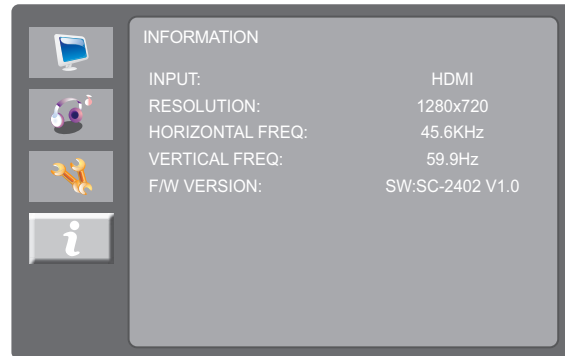 INFORMATION
INPUT: HDMI
RESOLUTION: 1280x720
HORIZONTAL FREQ: 45.6KHz
VERTICAL FREQ: 59.9Hz
F/W VERSION: SW:SC-2402 V1.0
i